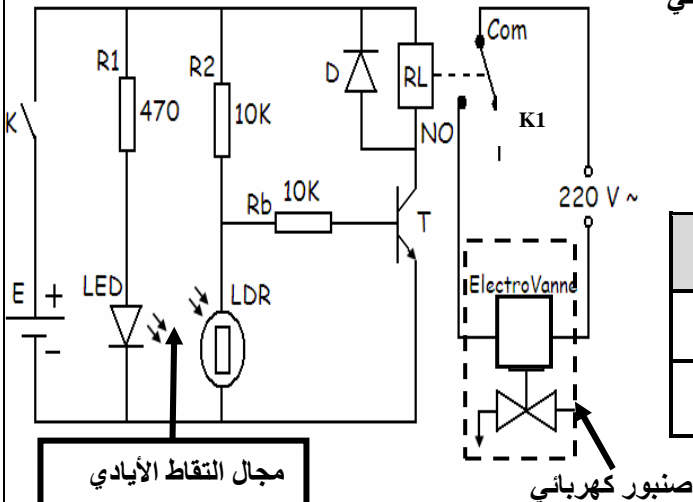 ي
Com
R1
R2
D
RL
470
10K
K
K1
NO
Rb
10K
T
220 V ~
E
+
-
LED
LDR
ElectroVanne
مجال التقاط الأيادي
صنبور كهربائي